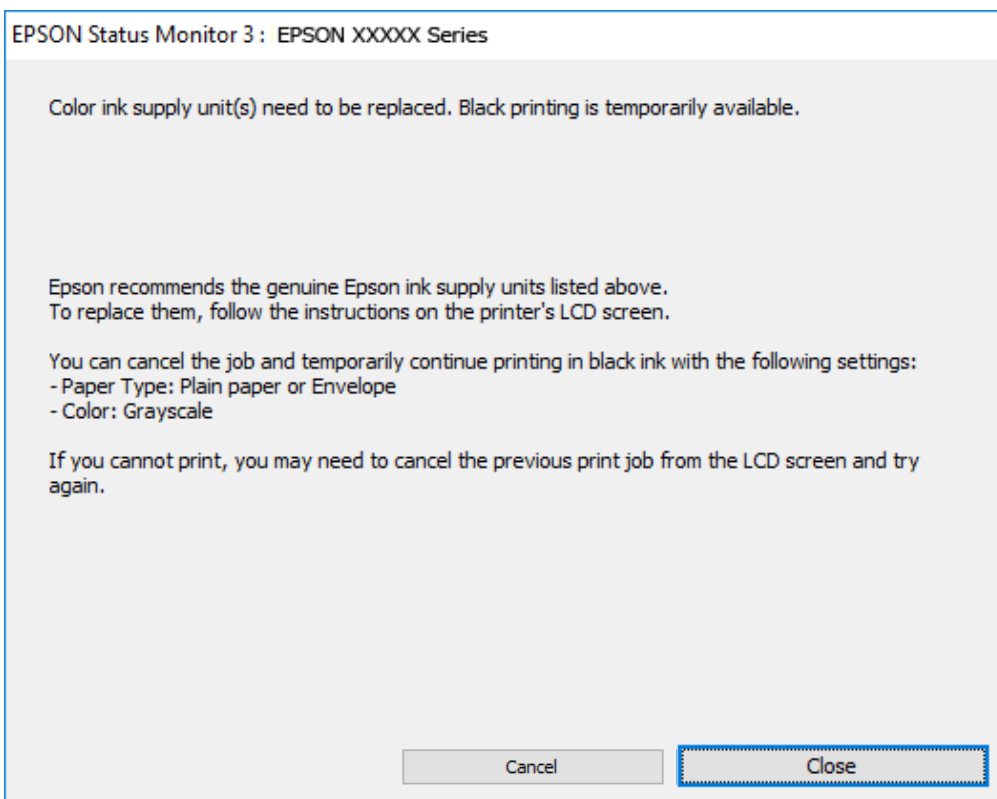 EPSON Status Monitor 3 : EPSON XXXXX Series
Color ink supply unit(s) need to be replaced. Black printing is temporarily available.
Epson recommends the genuine Epson ink supply units listed above.
To replace them, follow the instructions on the printer's LCD screen.
You can cancel the job and temporarily continue printing in black ink with the following settings:
- Paper Type: Plain paper or Envelope
- Color: Grayscale
If you cannot print, you may need to cancel the previous print job from the LCD screen and try
again.
Cancel Close